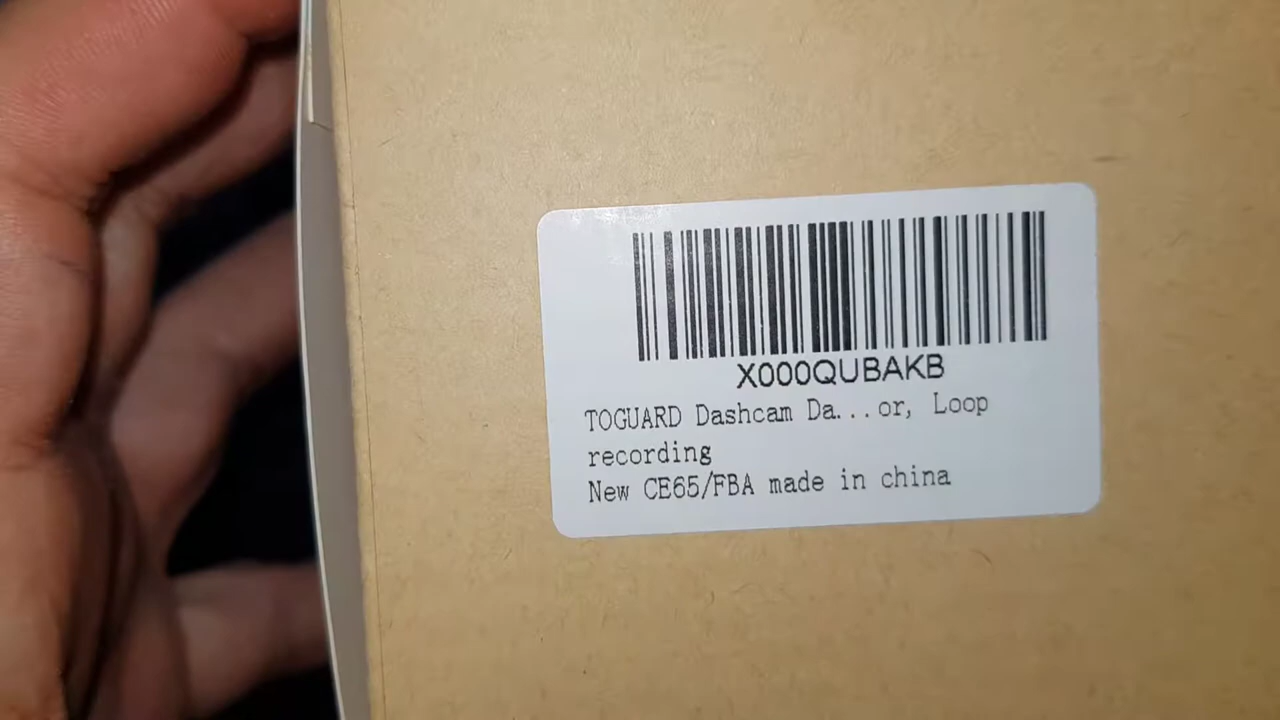 X000QUBAKB
TOGUARD Dashcam Da...or, Loop
recording
New CE65/FBA made in china